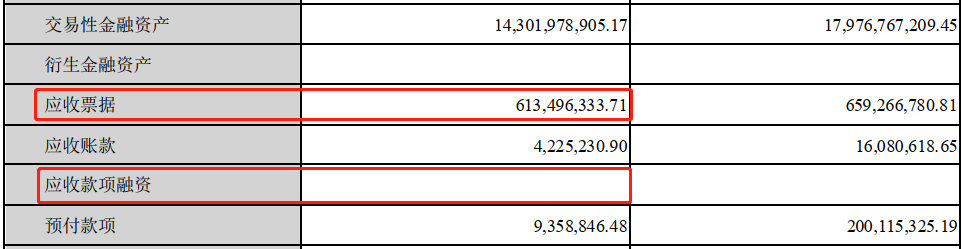 交易性金融资产 14,301,978,905.17 17,976,767,209.45
衍生金融资产
应收票据 613,496,333.71 659,266,780.81
应收账款 4,225,230.90 16,080,618.65
应收款项融资
预付款项 9,358,846.48 200,115,325.19